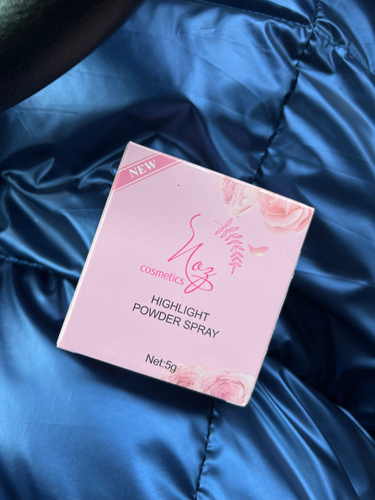 NEW
Noz
cosmetics
HIGHLIGHT
POWDER SPRAY
Net:5g